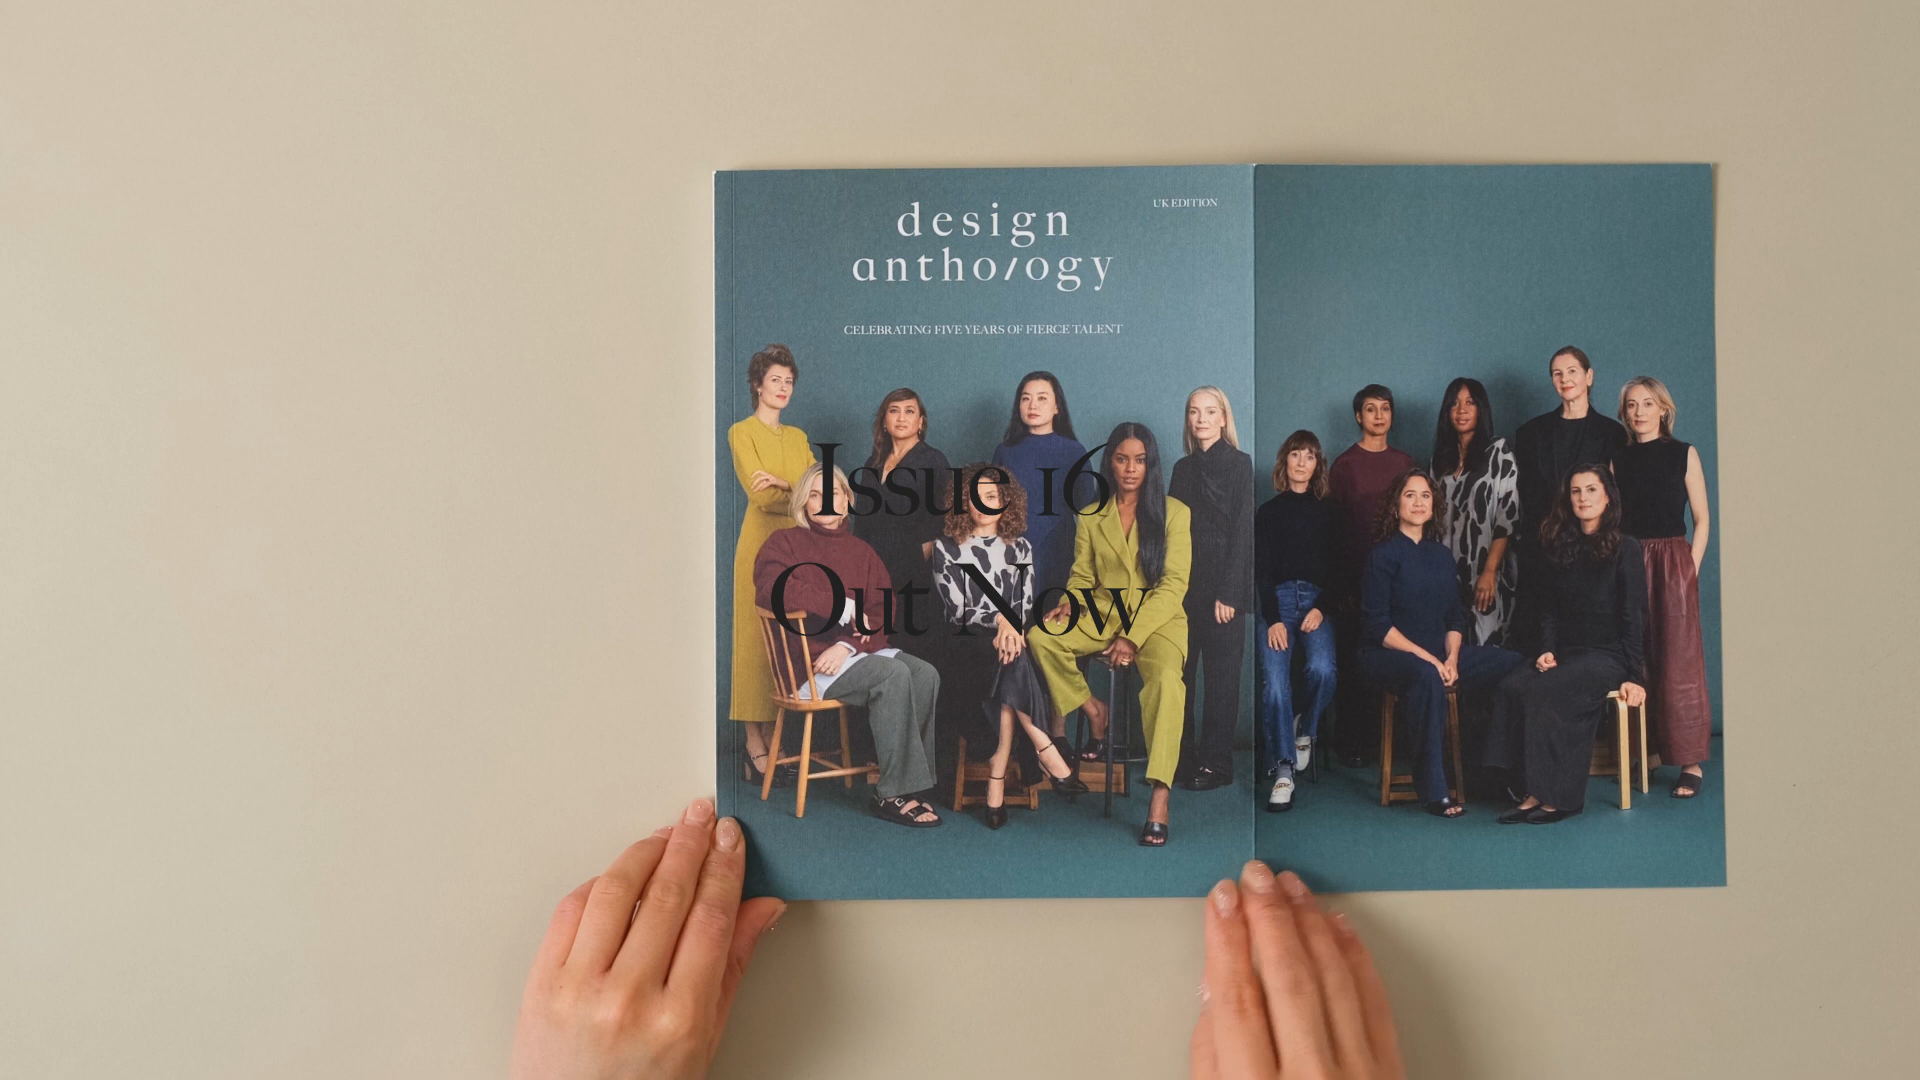 UK EDITION
design
anthology
CELEBRATING FIVE YEARS OF FIERCE TALENT
Issue 16
Out Now